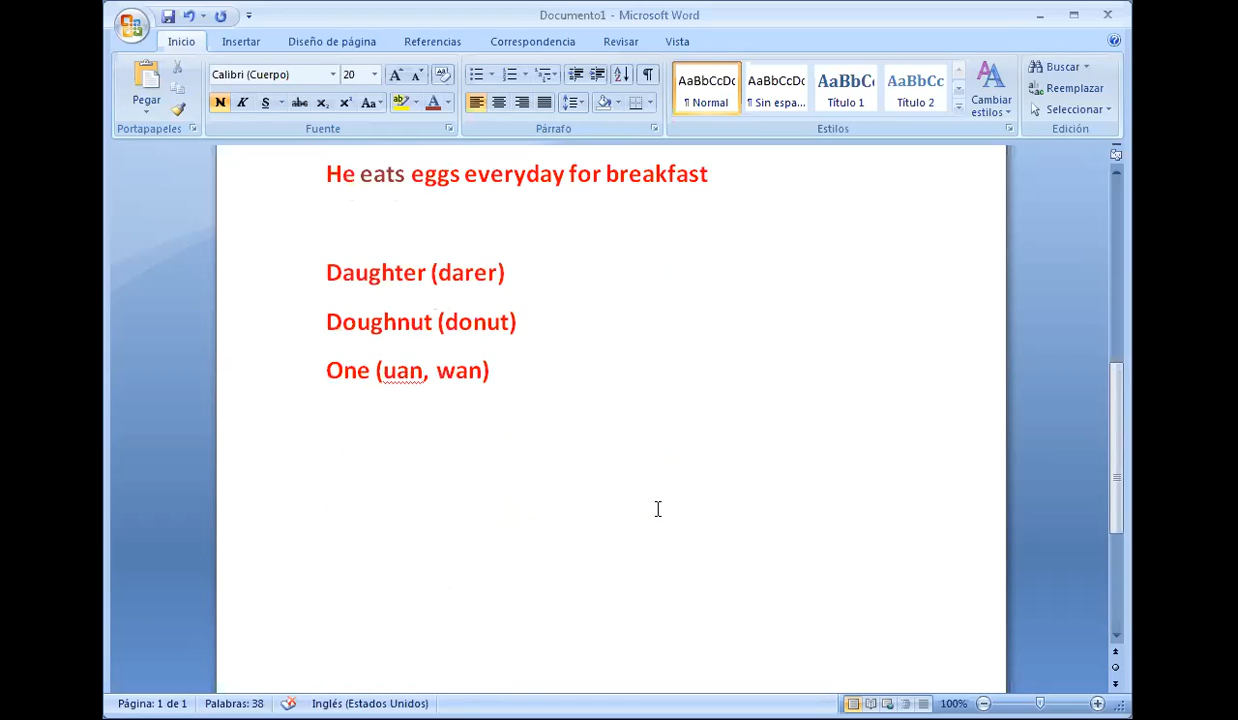 Documento1 - Microsoft Word
Inicio Insertar Diseño de página Referencias Correspondencia Revisar Vista
Calibri (Cuerpo) 20
AaBbCcDc AaBbCcDc AaBbC AaBbCc
Pegar
¶ Normal ¶ Sin espa... Título 1 Título 2
Cambiar estilos
Buscar
Reemplazar
Seleccionar
Portapapeles Fuente Párrafo Estilos Edición
He eats eggs everyday for breakfast
Daughter (darer)
Doughnut (donut)
One (uan, wan)
Página: 1 de 1 Palabras: 38 Inglés (Estados Unidos) 100%